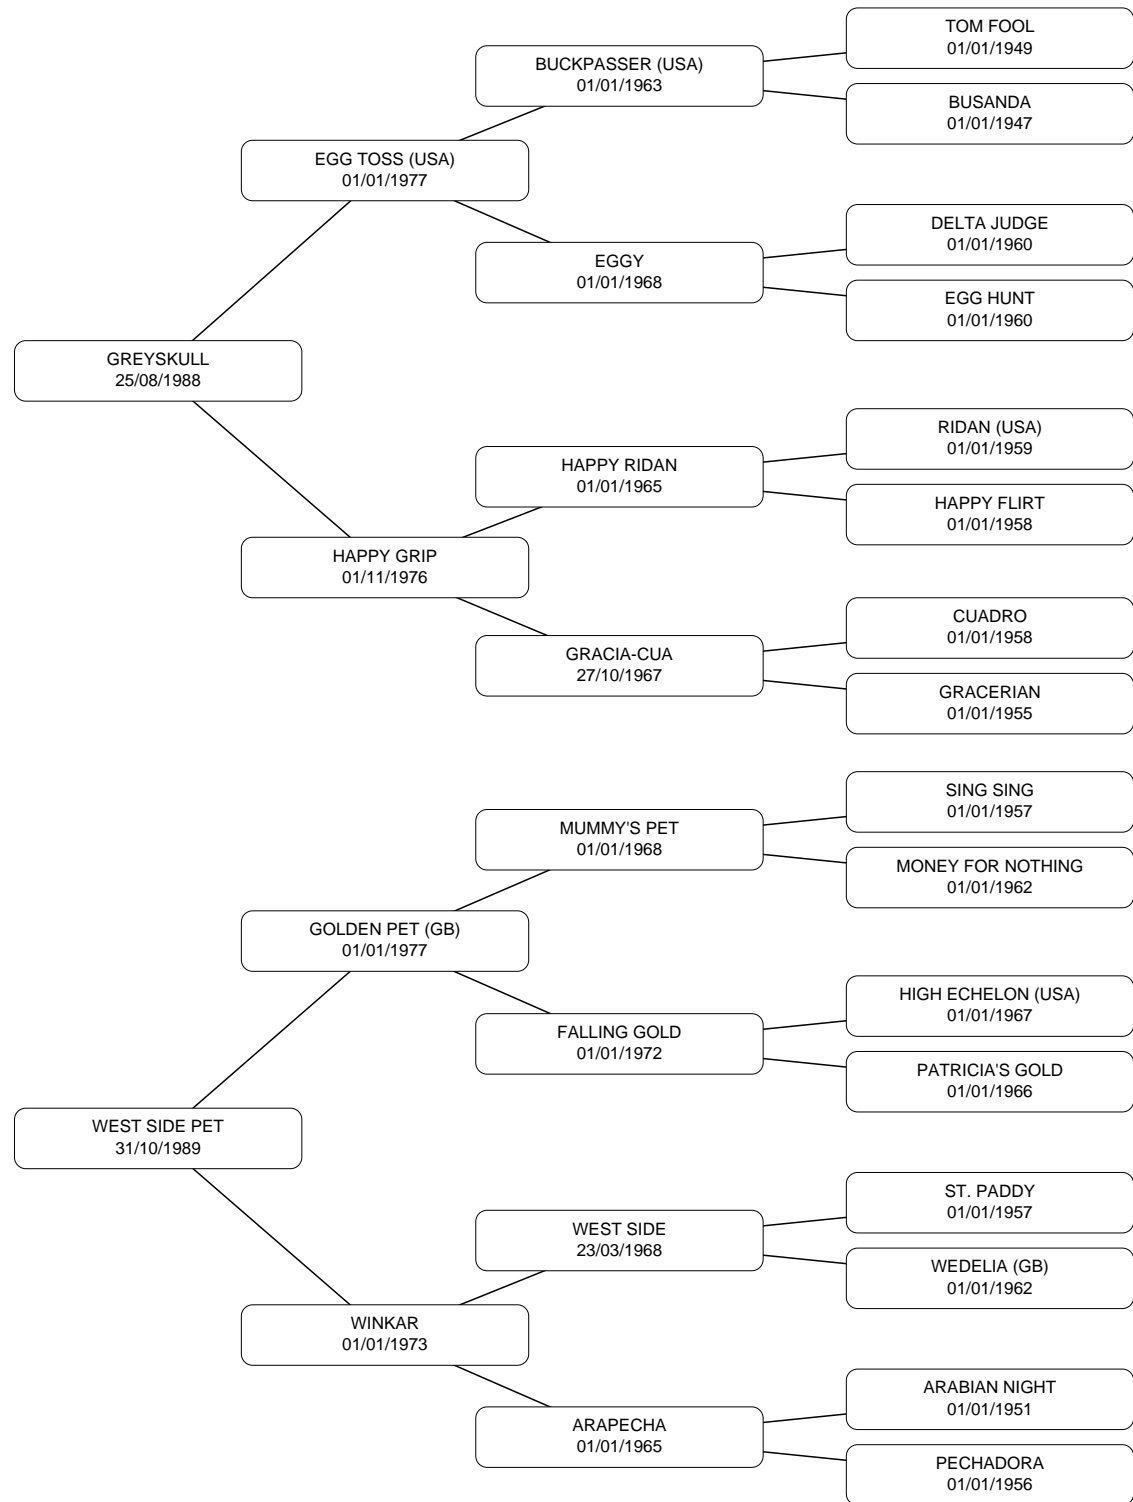 TOM FOOL
01/01/1949
BUCKPASSER (USA)
01/01/1963
BUSANDA
01/01/1947
EGG TOSS (USA)
01/01/1977
DELTA JUDGE
01/01/1960
EGGY
01/01/1968
EGG HUNT
01/01/1960
GREYSKULL
25/08/1988
RIDAN (USA)
01/01/1959
HAPPY RIDAN
01/01/1965
HAPPY FLIRT
01/01/1958
HAPPY GRIP
01/11/1976
CUADRO
01/01/1958
GRACIA-CUA
27/10/1967
GRACERIAN
01/01/1955
SING SING
01/01/1957
MUMMY'S PET
01/01/1968
MONEY FOR NOTHING
01/01/1962
GOLDEN PET (GB)
01/01/1977
HIGH ECHELON (USA)
01/01/1967
FALLING GOLD
01/01/1972
PATRICIA'S GOLD
01/01/1966
WEST SIDE PET
31/10/1989
ST. PADDY
01/01/1957
WEST SIDE
23/03/1968
WEDELIA (GB)
01/01/1962
WINKAR
01/01/1973
ARABIAN NIGHT
01/01/1951
ARAPECHA
01/01/1965
PECHADORA
01/01/1956